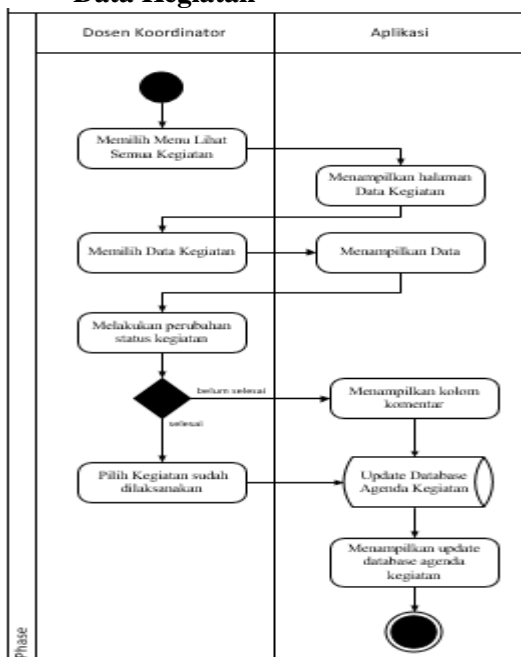 Data Kegiatan
Dosen Koordinator
Aplikasi
Memilih Menu Lihat
Semua Kegiatan
Menampilkan halaman
Data Kegiatan
Memilih Data Kegiatan
Menampilkan Data
Melakukan perubahan
status kegiatan
belum selesai
Menampilkan kolom
komentar
selesai
Pilih Kegiatan sudah
dilaksanakan
Update Database
Agenda Kegiatan
Menampilkan update
database agenda
kegiatan
Phase